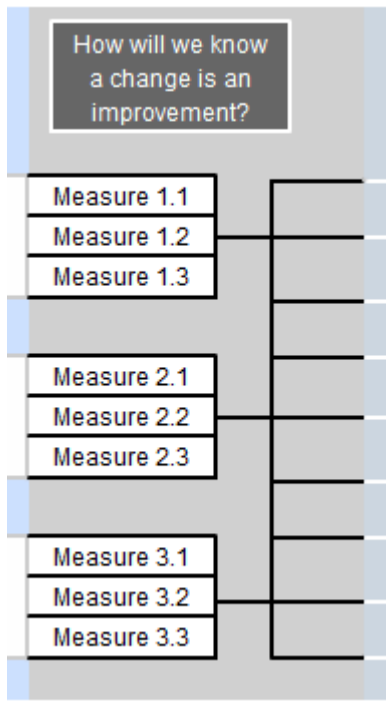 How will we know
a change is an
improvement?
Measure 1.1
Measure 1.2
Measure 1.3
Measure 2.1
Measure 2.2
Measure 2.3
Measure 3.1
Measure 3.2
Measure 3.3